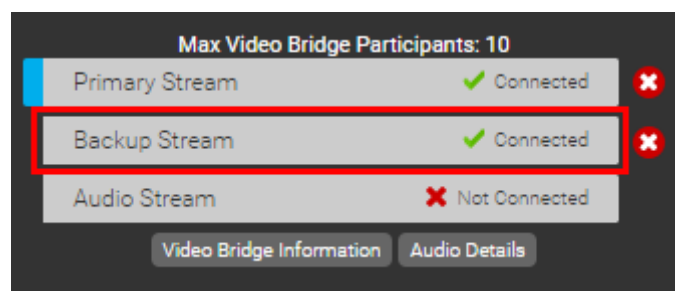 Max Video Bridge Participants: 10
Primary Stream Connected
Backup Stream Connected
Audio Stream Not Connected
Video Bridge Information Audio Details